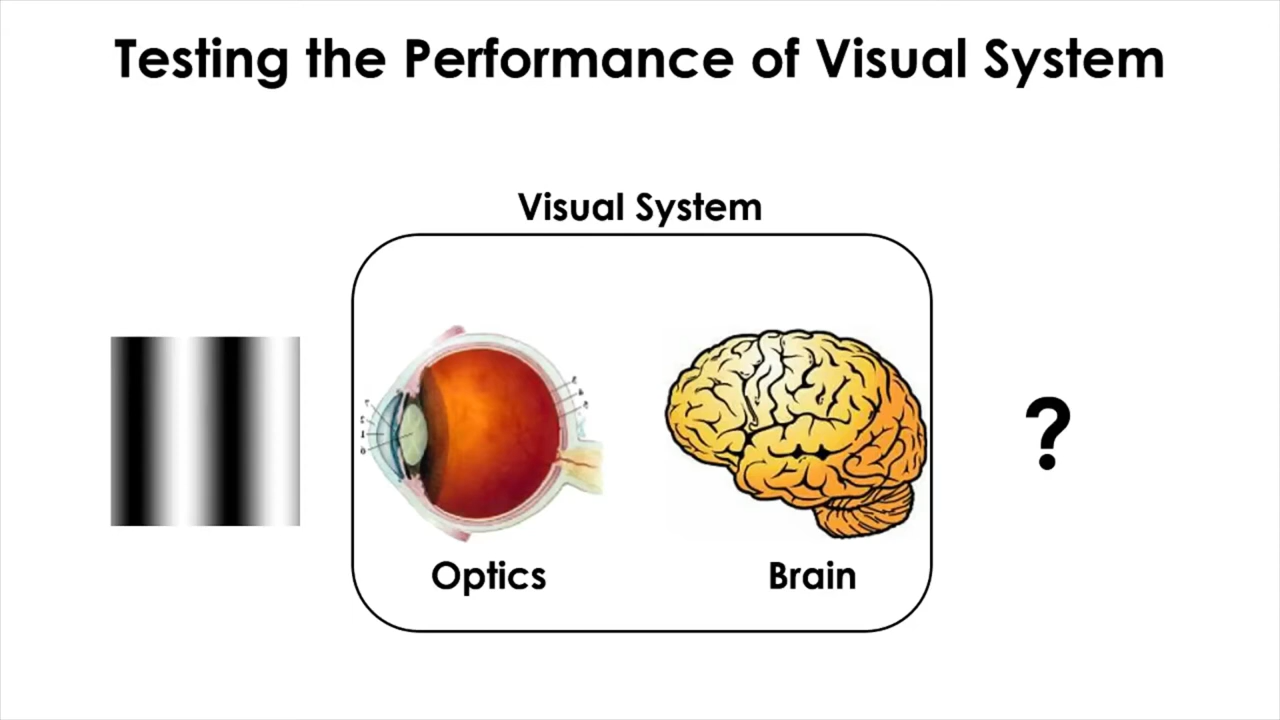 Testing the Performance of Visual System
Visual System
?
Optics
Brain